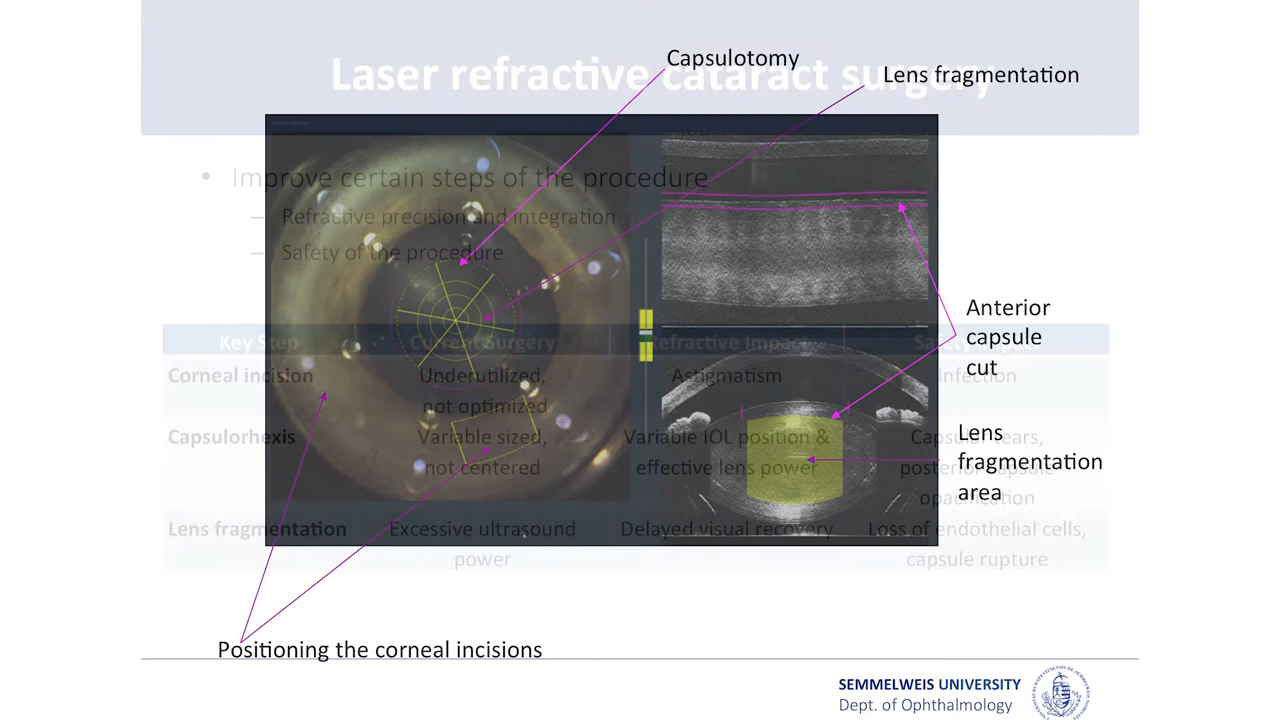 Laser refractive cataract surgery
Capsulotomy
Lens fragmentation
• Improve certain steps of the procedure
– Refractive precision and integration
– Safety of the procedure
Anterior
capsule
cut
Key Step Current Surgery Refractive Impact Safety
Corneal incision Underutilized, Astigmatism Infection
not optimized
Capsulorhexis Variable sized, Variable IOL position & Capsular tears,
not centered effective lens power posterior capsule
opacification
Lens
fragmentation
area
Lens fragmentation Excessive ultrasound Delayed visual recovery Loss of endothelial cells,
power capsule rupture
Positioning the corneal incisions
SEMMELWEIS UNIVERSITY
Dept. of Ophthalmology